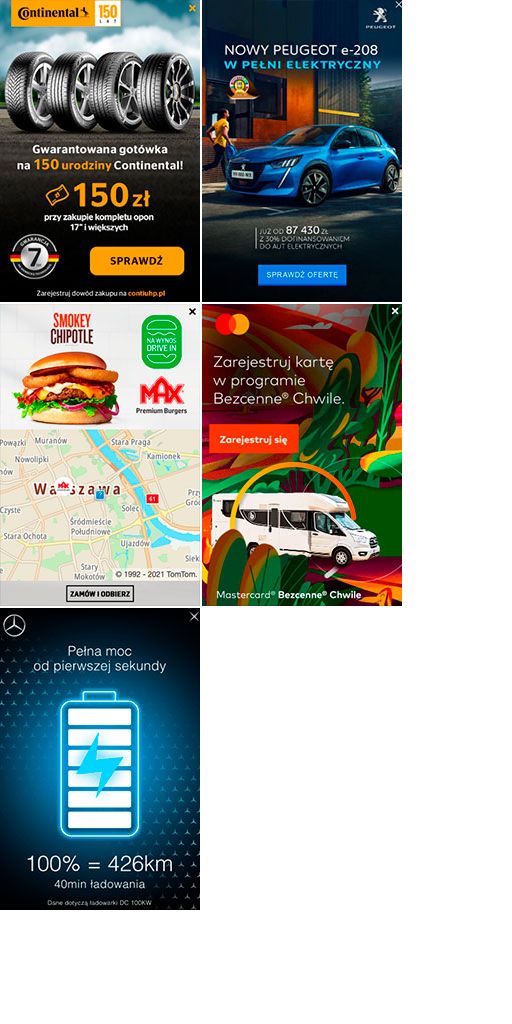 Continental
150
LAT
Gwarantowana gotówka
na 150 urodziny Continental!
150 zł
przy zakupie kompletu opon
17" i większych
GWARANCJA
7
SPRAWDŹ
Zarejestruj dowód zakupu na contiuhp.pl
PEUGEOT
NOWY PEUGEOT e-208
W PEŁNI ELEKTRYCZNY
JUŻ OD 87 430 ZŁ
Z 30% DOFINANSOWANIEM
DO AUT ELEKTRYCZNYCH
SPRAWDŹ OFERTĘ
SMOKEY
CHIPOTLE
NA WYNOS
DRIVE IN
MAX
Premium Burgers
Powązki
Muranów
Stara Praga
Nowolipki
Kamionek
Warszawa
MAX
61
Przy
Gro
Czyste
Solec
Śródmieście
Południowe
Stara Ochota
Ujazdów
Siek
Stary
Mokotów
© 1992 - 2021 TomTom.
ZAMÓW I ODBIERZ
Zarejestruj kartę
w programie
Bezcenne® Chwile.
Zarejestruj się
Mastercard® Bezcenne® Chwile
Pełna moc
od pierwszej sekundy
100% = 426km
40min ładowania
Dane dotyczą ładowarki DC 100KW